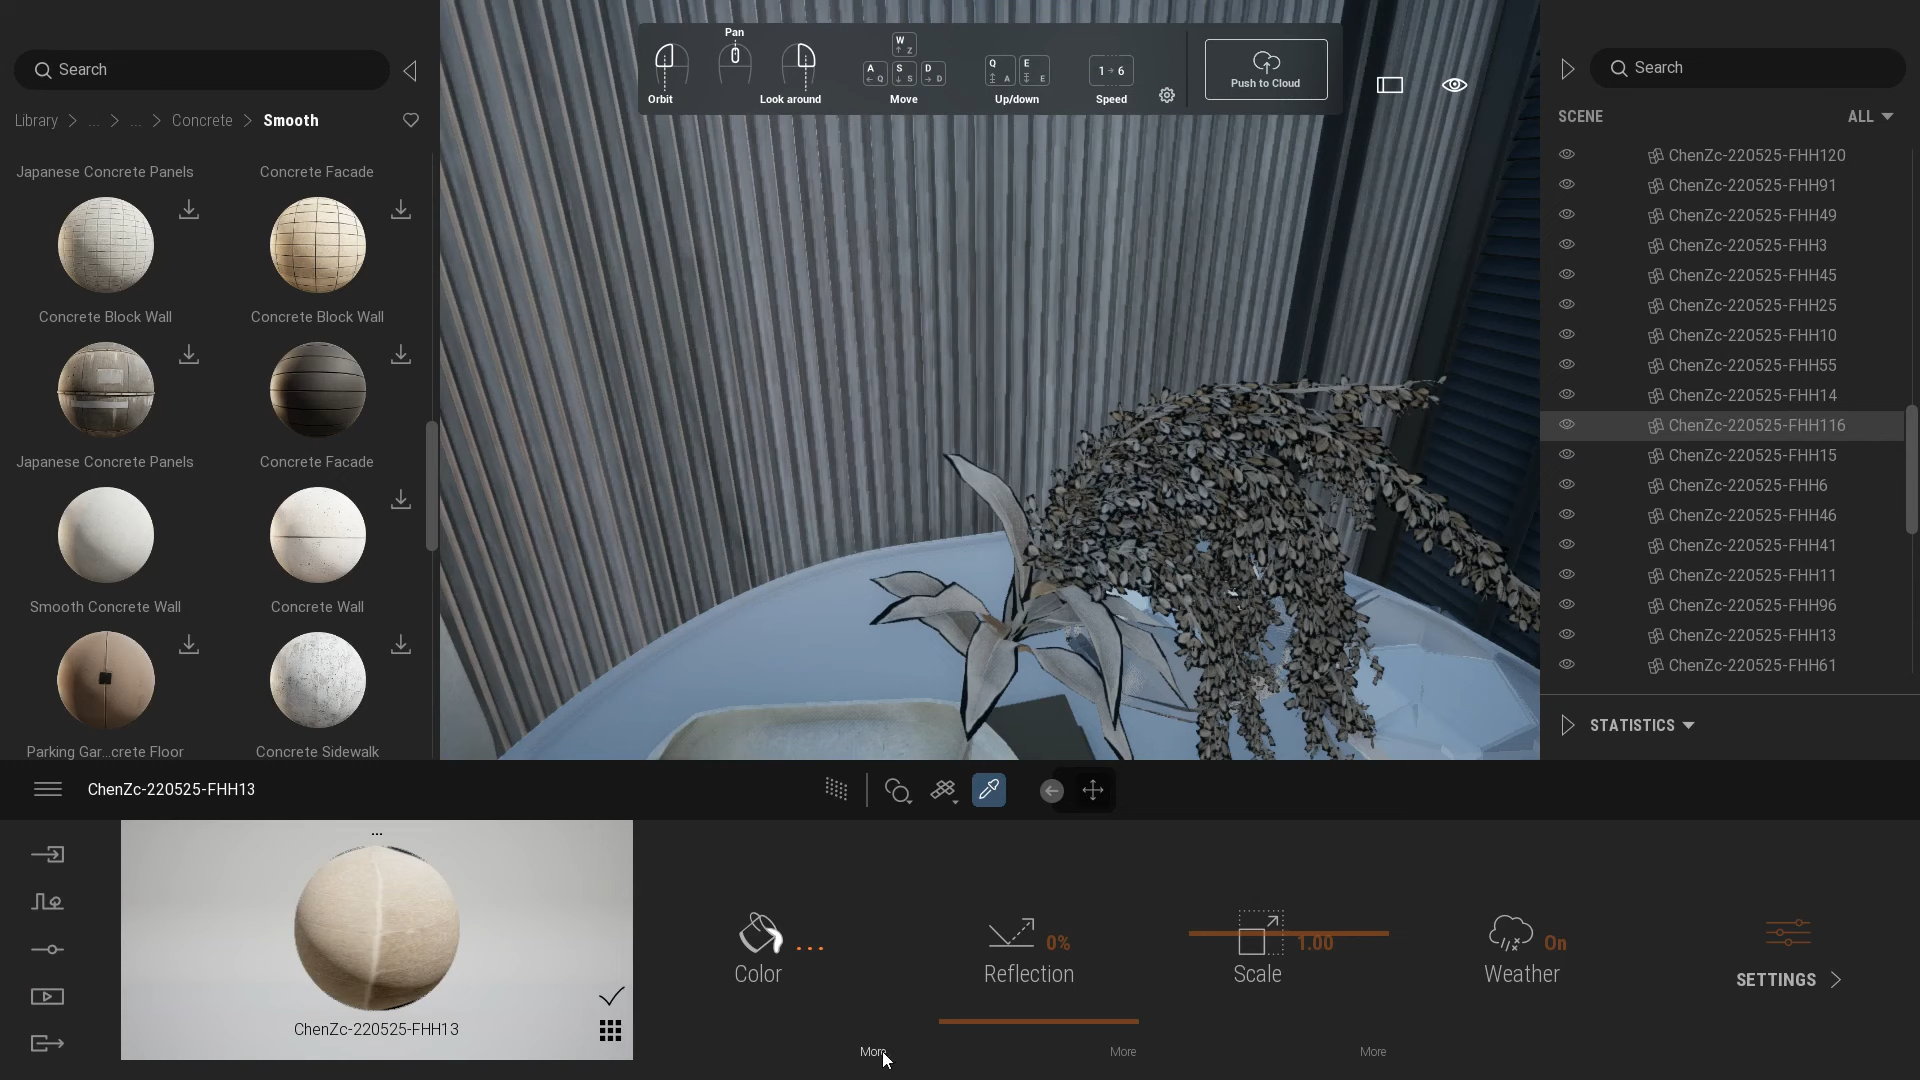 Search
Library
...
...
Concrete
Smooth
Japanese Concrete Panels
Concrete Facade
Concrete Block Wall
Concrete Block Wall
Japanese Concrete Panels
Concrete Facade
Smooth Concrete Wall
Concrete Wall
Parking Gar...crete Floor
Concrete Sidewalk
Pan
Orbit
Look around
W
Z
A
Q
S
S
D
D
Move
Q
A
E
E
Up/down
1 → 6
Speed
Push to Cloud
Search
SCENE
ALL
ChenZc-220525-FHH120
ChenZc-220525-FHH91
ChenZc-220525-FHH49
ChenZc-220525-FHH3
ChenZc-220525-FHH45
ChenZc-220525-FHH25
ChenZc-220525-FHH10
ChenZc-220525-FHH55
ChenZc-220525-FHH14
ChenZc-220525-FHH116
ChenZc-220525-FHH15
ChenZc-220525-FHH6
ChenZc-220525-FHH46
ChenZc-220525-FHH41
ChenZc-220525-FHH11
ChenZc-220525-FHH96
ChenZc-220525-FHH13
ChenZc-220525-FHH61
STATISTICS
ChenZc-220525-FHH13
...
ChenZc-220525-FHH13
Color
...
Reflection
0%
Scale
1.00
Weather
On
SETTINGS
More
More
More